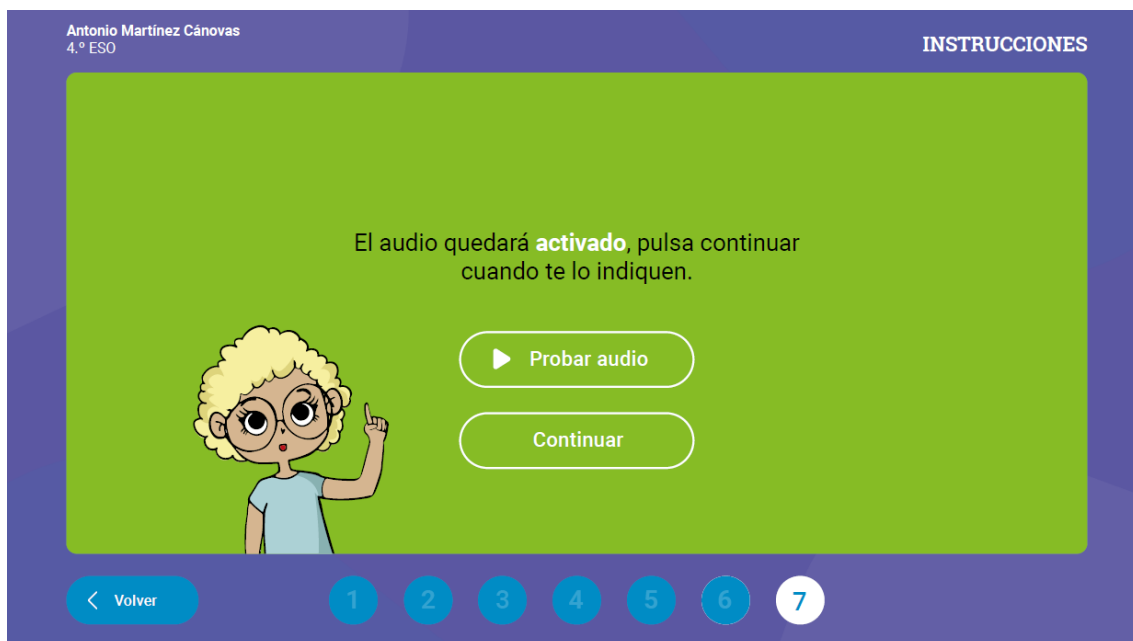 Antonio Martínez Cánovas
4.º ESO
INSTRUCCIONES
El audio quedará activado, pulsa continuar
cuando te lo indiquen.
Probar audio
Continuar
Volver
1 2 3 4 5 6 7